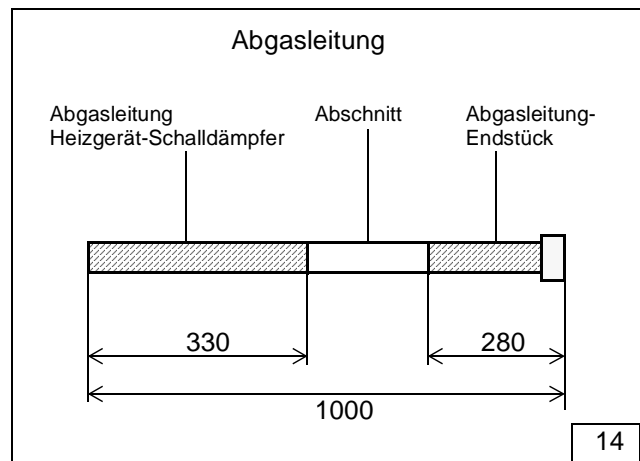 Abgasleitung
Abgasleitung
Heizgerät-Schalldämpfer
Abschnitt
Abgasleitung-
Endstück
330
280
1000
14